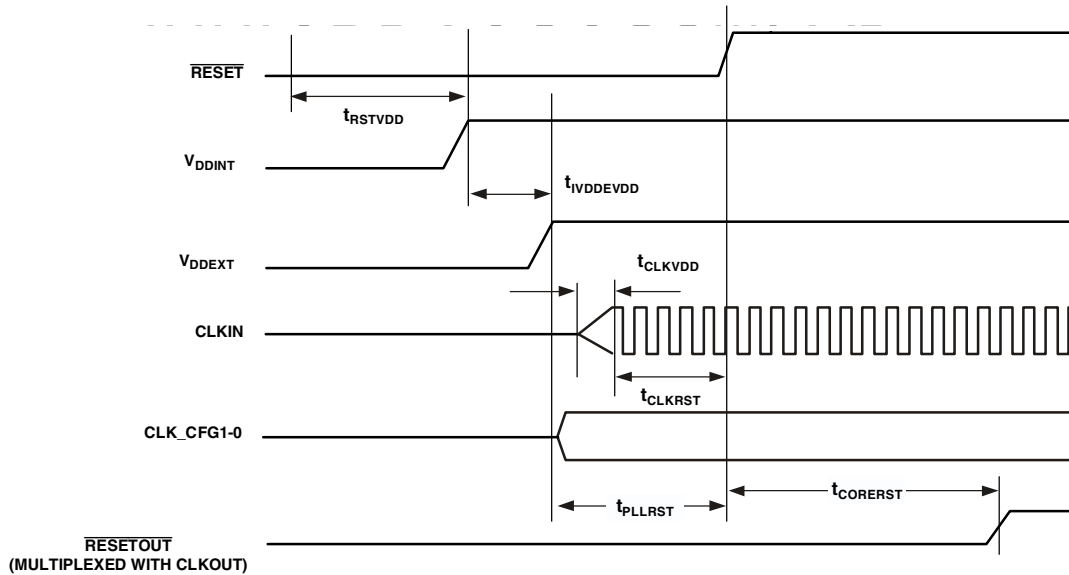 RESET
tRSTVDD
VDDINT
tIVDDEVDD
VDDEXT
tCLKVDD
CLKIN
tCLKRST
CLK_CFG1-0
tPLLRST
tCORERST
RESETOUT
(MULTIPLEXED WITH CLKOUT)